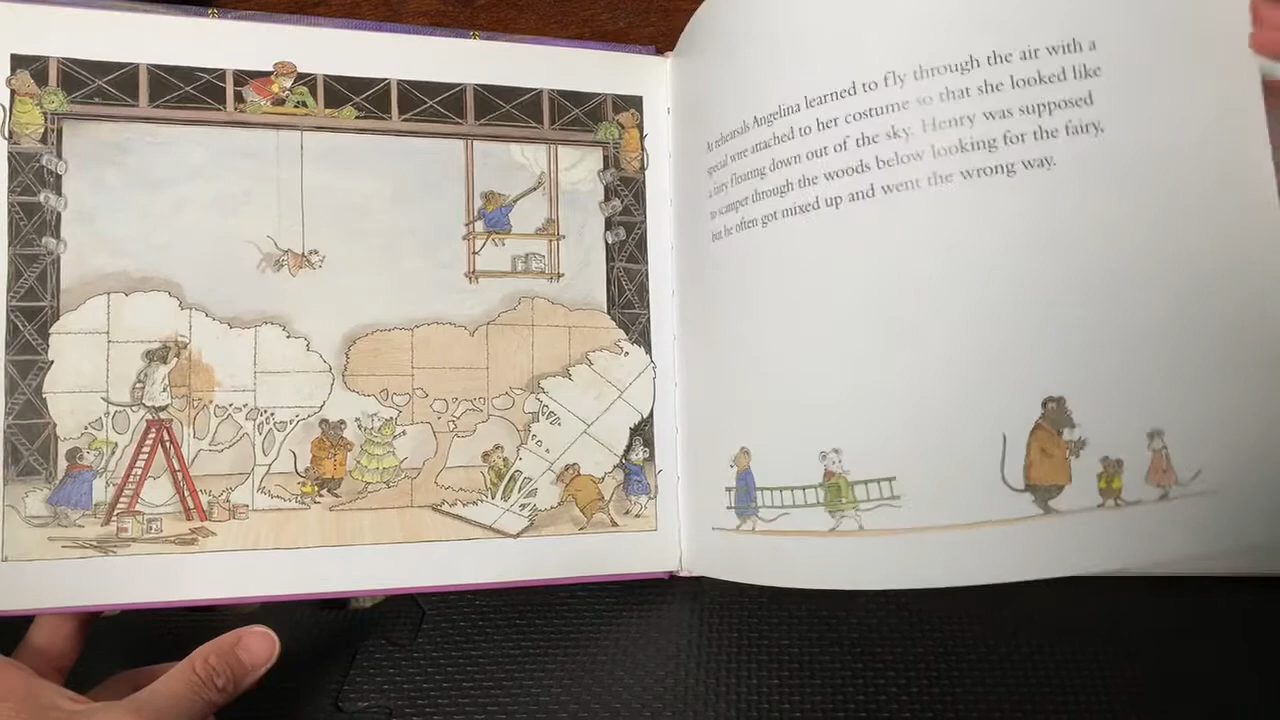 At rehearsals Angelina learned to fly through the air with a
special wire attached to her costume so that she looked like
a fairy floating down out of the sky. Henry was supposed
to scamper through the woods below looking for the fairy,
but he often got mixed up and went the wrong way.